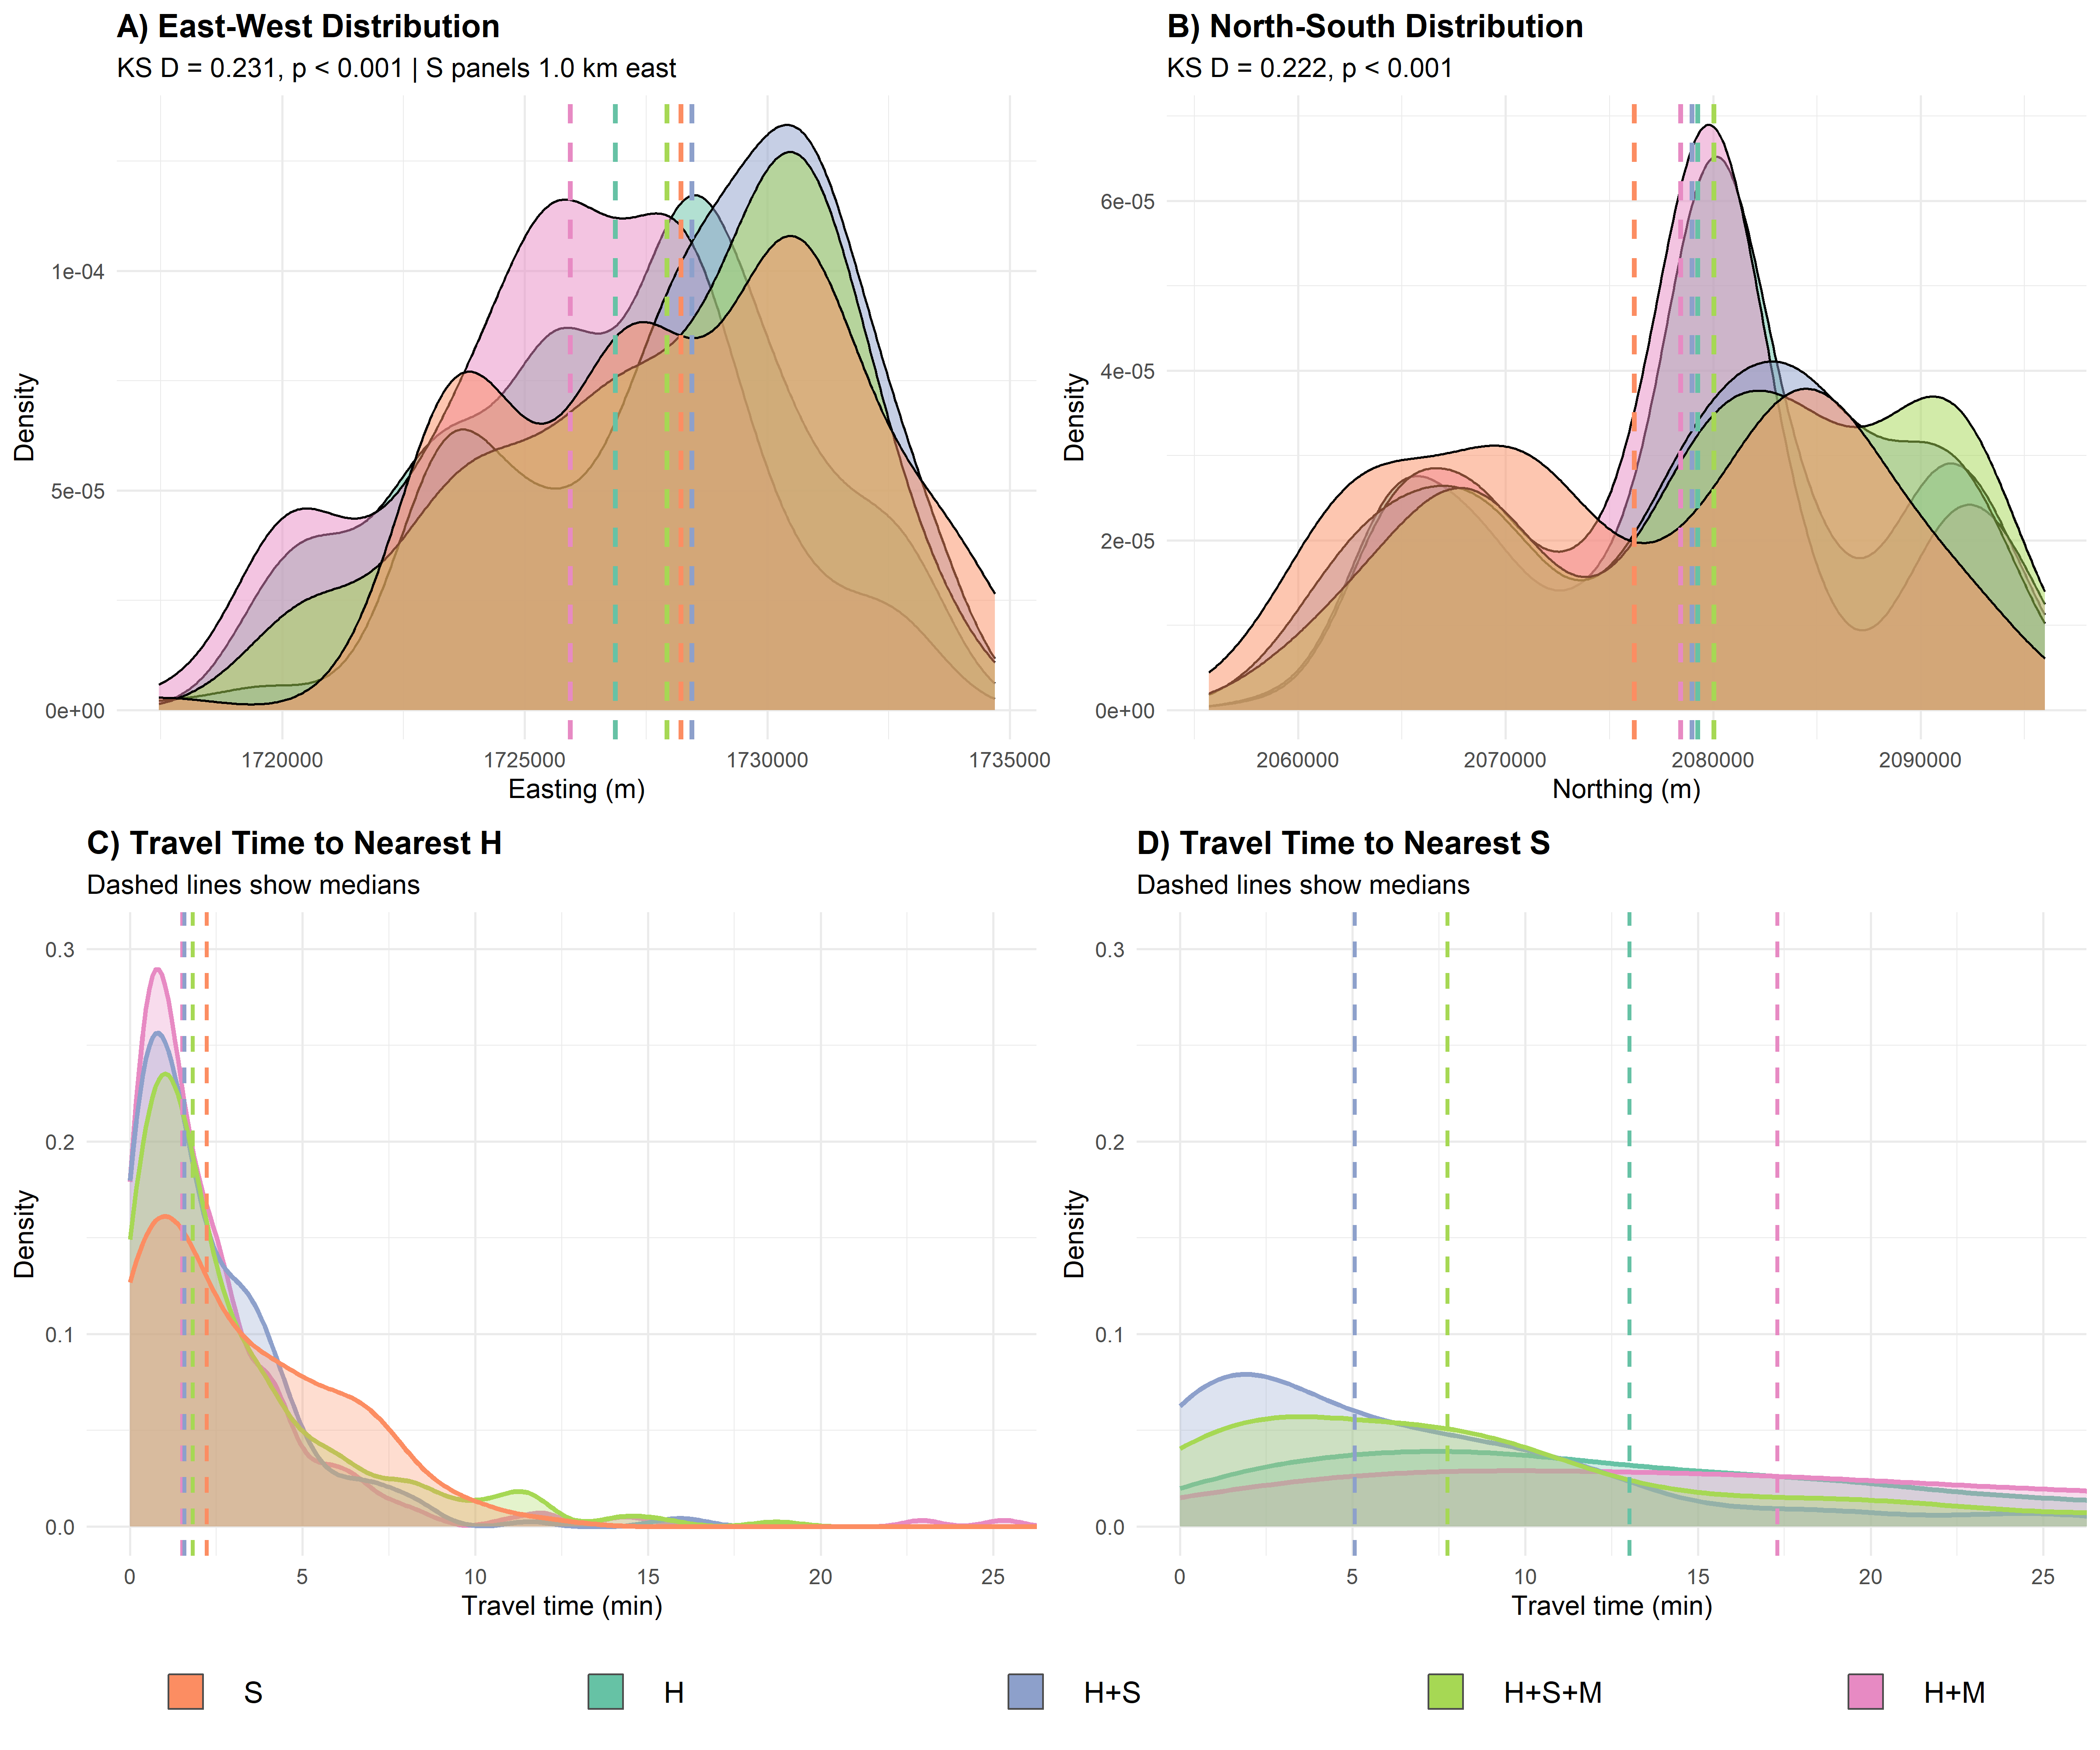 A) East-West Distribution
KS D = 0.231, p < 0.001 | S panels 1.0 km east
Density
1e-04
5e-05
0e+00
1720000 1725000 1730000 1735000
Easting (m)
B) North-South Distribution
KS D = 0.222, p < 0.001
Density
6e-05
4e-05
2e-05
0e+00
2060000 2070000 2080000 2090000
Northing (m)
C) Travel Time to Nearest H
Dashed lines show medians
Density
0.3
0.2
0.1
0.0
0 5 10 15 20 25
Travel time (min)
D) Travel Time to Nearest S
Dashed lines show medians
Density
0.3
0.2
0.1
0.0
0 5 10 15 20 25
Travel time (min)
S H H+S H+S+M H+M